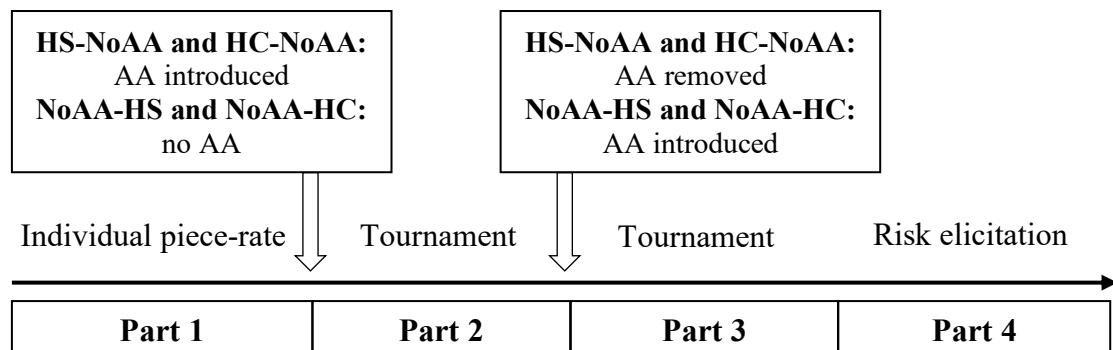 HS-NoAA and HC-NoAA:
AA introduced
NoAA-HS and NoAA-HC:
no AA
HS-NoAA and HC-NoAA:
AA removed
NoAA-HS and NoAA-HC:
AA introduced
Individual piece-rate
Tournament
Tournament
Risk elicitation
Part 1
Part 2
Part 3
Part 4